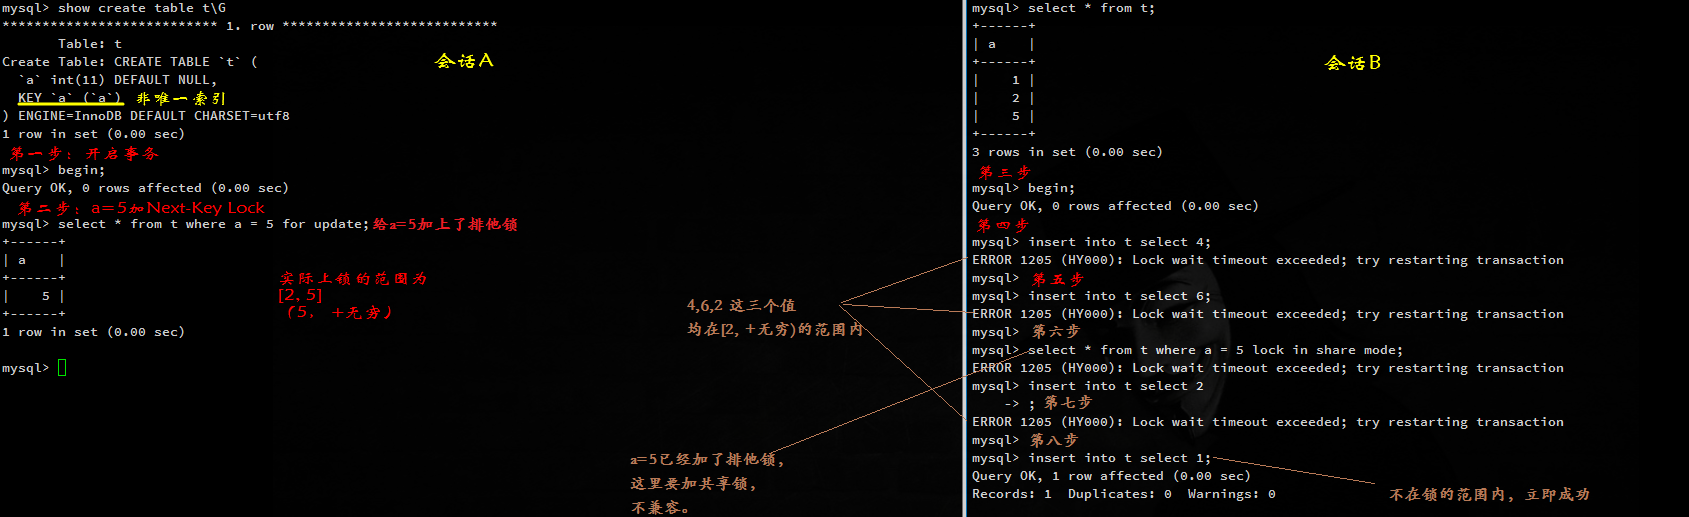 mysql> show create table t\G
*************************** 1. row ***************************
Table: t
Create Table: CREATE TABLE `t` (
会话A
`a` int(11) DEFAULT NULL,
KEY `a` (`a`) 非唯一索引
) ENGINE=InnoDB DEFAULT CHARSET=utf8
1 row in set (0.00 sec)
第一步：开启事务
mysql> begin;
Query OK, 0 rows affected (0.00 sec)
第二步：a=5加Next-Key Lock
mysql> select * from t where a = 5 for update;给a=5加上了排他锁
+------+
| a    |
+------+
|    5 |
+------+
1 row in set (0.00 sec)
实际上锁的范围为
[2, 5]
（5，+无穷）
mysql>
4,6,2 这三个值
均在[2, +无穷)的范围内
a=5已经加了排他锁，
这里要加共享锁，
不兼容。
mysql> select * from t;
+------+
| a    |
+------+
|    1 |
|    2 |
|    5 |
+------+
会话B
3 rows in set (0.00 sec)
第三步
mysql> begin;
Query OK, 0 rows affected (0.00 sec)
第四步
mysql> insert into t select 4;
ERROR 1205 (HY000): Lock wait timeout exceeded; try restarting transaction
mysql> 第五步
mysql> insert into t select 6;
ERROR 1205 (HY000): Lock wait timeout exceeded; try restarting transaction
mysql> 第六步
mysql> select * from t where a = 5 lock in share mode;
ERROR 1205 (HY000): Lock wait timeout exceeded; try restarting transaction
mysql> insert into t select 2
-> ; 第七步
ERROR 1205 (HY000): Lock wait timeout exceeded; try restarting transaction
mysql> 第八步
mysql> insert into t select 1;
Query OK, 1 row affected (0.00 sec)
Records: 1  Duplicates: 0  Warnings: 0
不在锁的范围内，立即成功